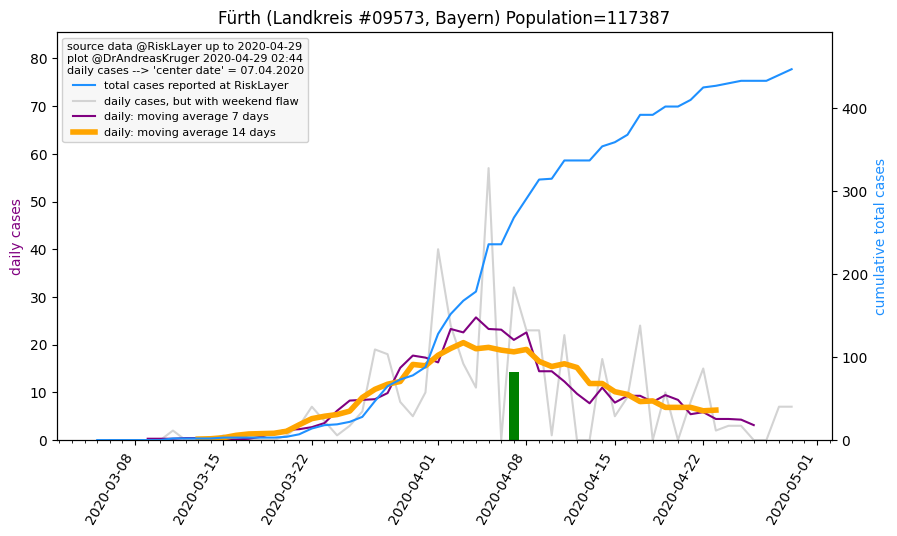 Fürth (Landkreis #09573, Bayern) Population=117387
source data @RiskLayer up to 2020-04-29
plot @DrAndreasKruger 2020-04-29 02:44
daily cases --> 'center date' = 07.04.2020
total cases reported at RiskLayer
daily cases, but with weekend flaw
daily: moving average 7 days
daily: moving average 14 days
daily cases
80
70
60
50
40
30
20
10
0
cumulative total cases
400
300
200
100
0
2020-03-08
2020-03-15
2020-03-22
2020-04-01
2020-04-08
2020-04-15
2020-04-22
2020-05-01